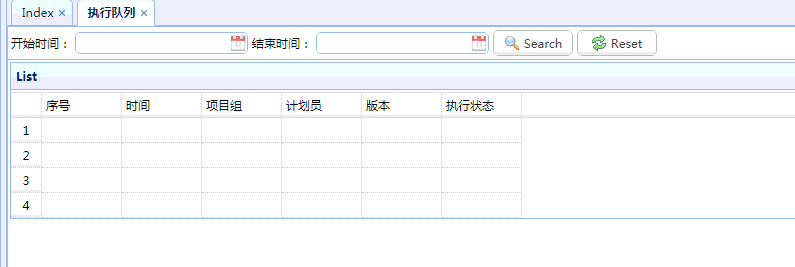 Index 执行队列
开始时间： 结束时间： Search Reset
List
序号 时间 项目组 计划员 版本 执行状态
1
2
3
4